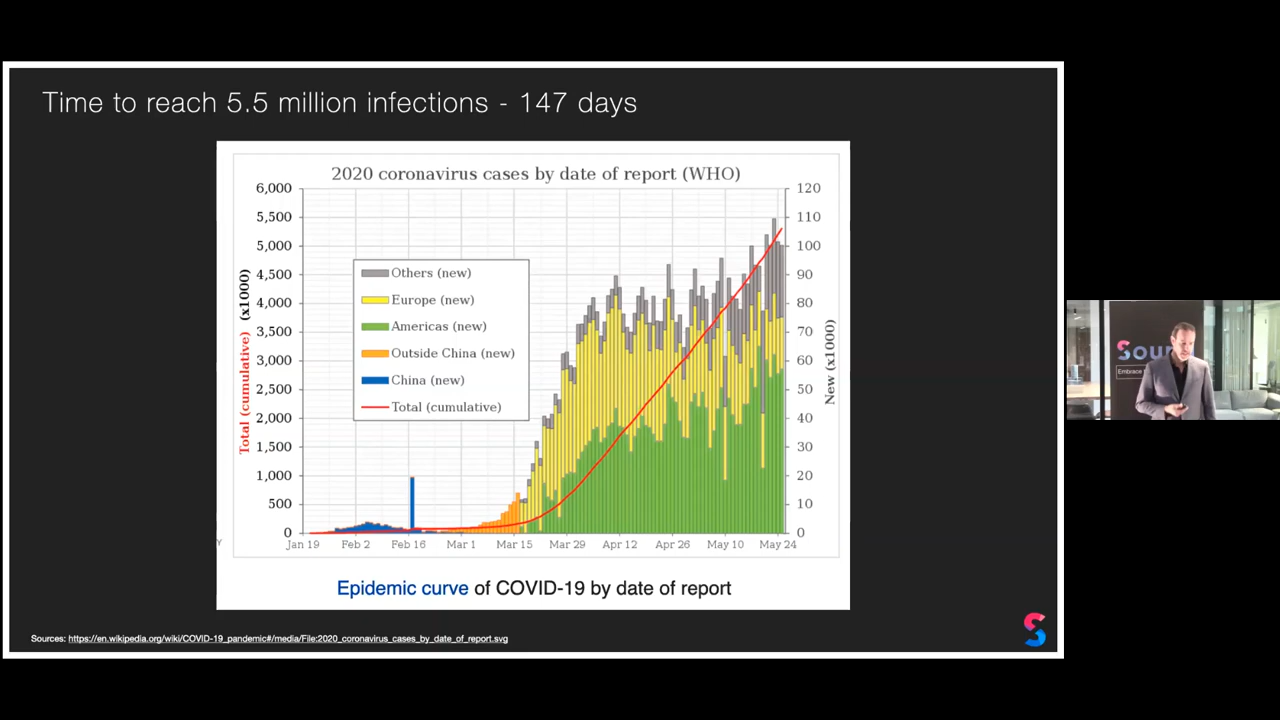 Time to reach 5.5 million infections - 147 days
2020 coronavirus cases by date of report (WHO)
6,000
5,500
5,000
4,500
4,000
3,500
3,000
2,500
2,000
1,500
1,000
500
0
Total (cumulative) (x1000)
Others (new)
Europe (new)
Americas (new)
Outside China (new)
China (new)
Total (cumulative)
120
110
100
90
80
70
60
50
40
30
20
10
0
New (x1000)
Jan 19 Feb 2 Feb 16 Mar 1 Mar 15 Mar 29 Apr 12 Apr 26 May 10 May 24
Y
Epidemic curve of COVID-19 by date of report
Sources: https://en.wikipedia.org/wiki/COVID-19_pandemic#/media/File:2020_coronavirus_cases_by_date_of_report.svg
S
Sour
Embrace